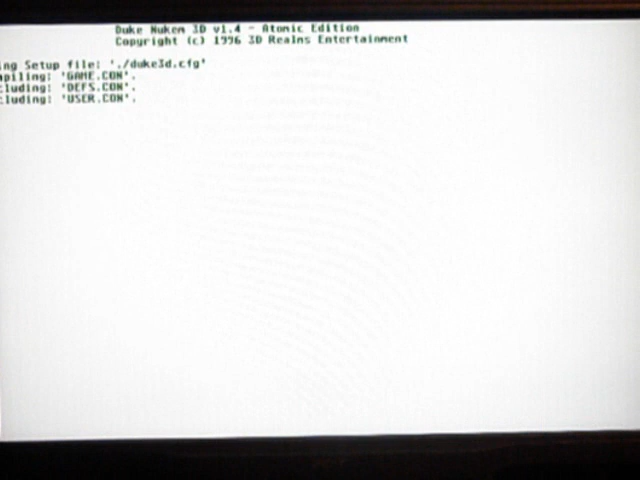 Duke Nukem 3D v1.4 - Atomic Edition
Copyright (c) 1996 3D Realms Entertainment
ing Setup file: './duke3d.cfg'
mpiling: 'GAME.CON'.
cluding: 'DEFS.CON'.
cluding: 'USER.CON'.